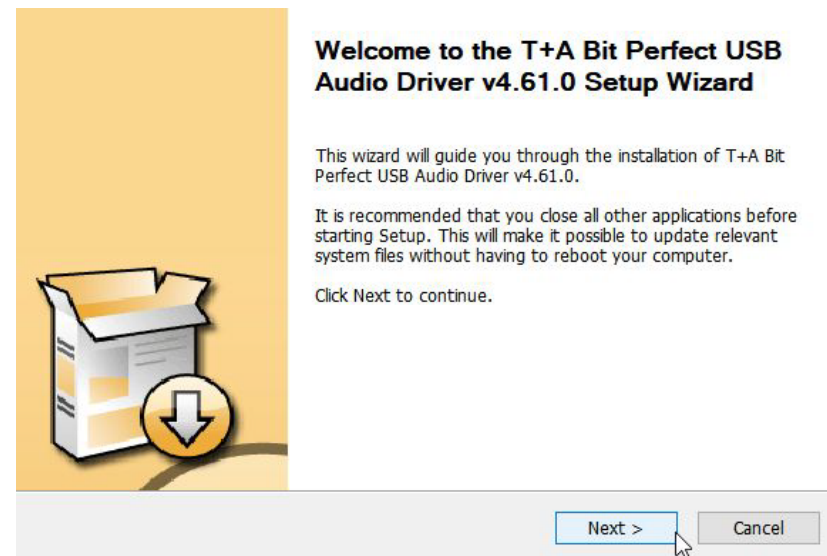 Welcome to the T+A Bit Perfect USB
Audio Driver v4.61.0 Setup Wizard
This wizard will guide you through the installation of T+A Bit
Perfect USB Audio Driver v4.61.0.
It is recommended that you close all other applications before
starting Setup. This will make it possible to update relevant
system files without having to reboot your computer.
Click Next to continue.
Next >
Cancel